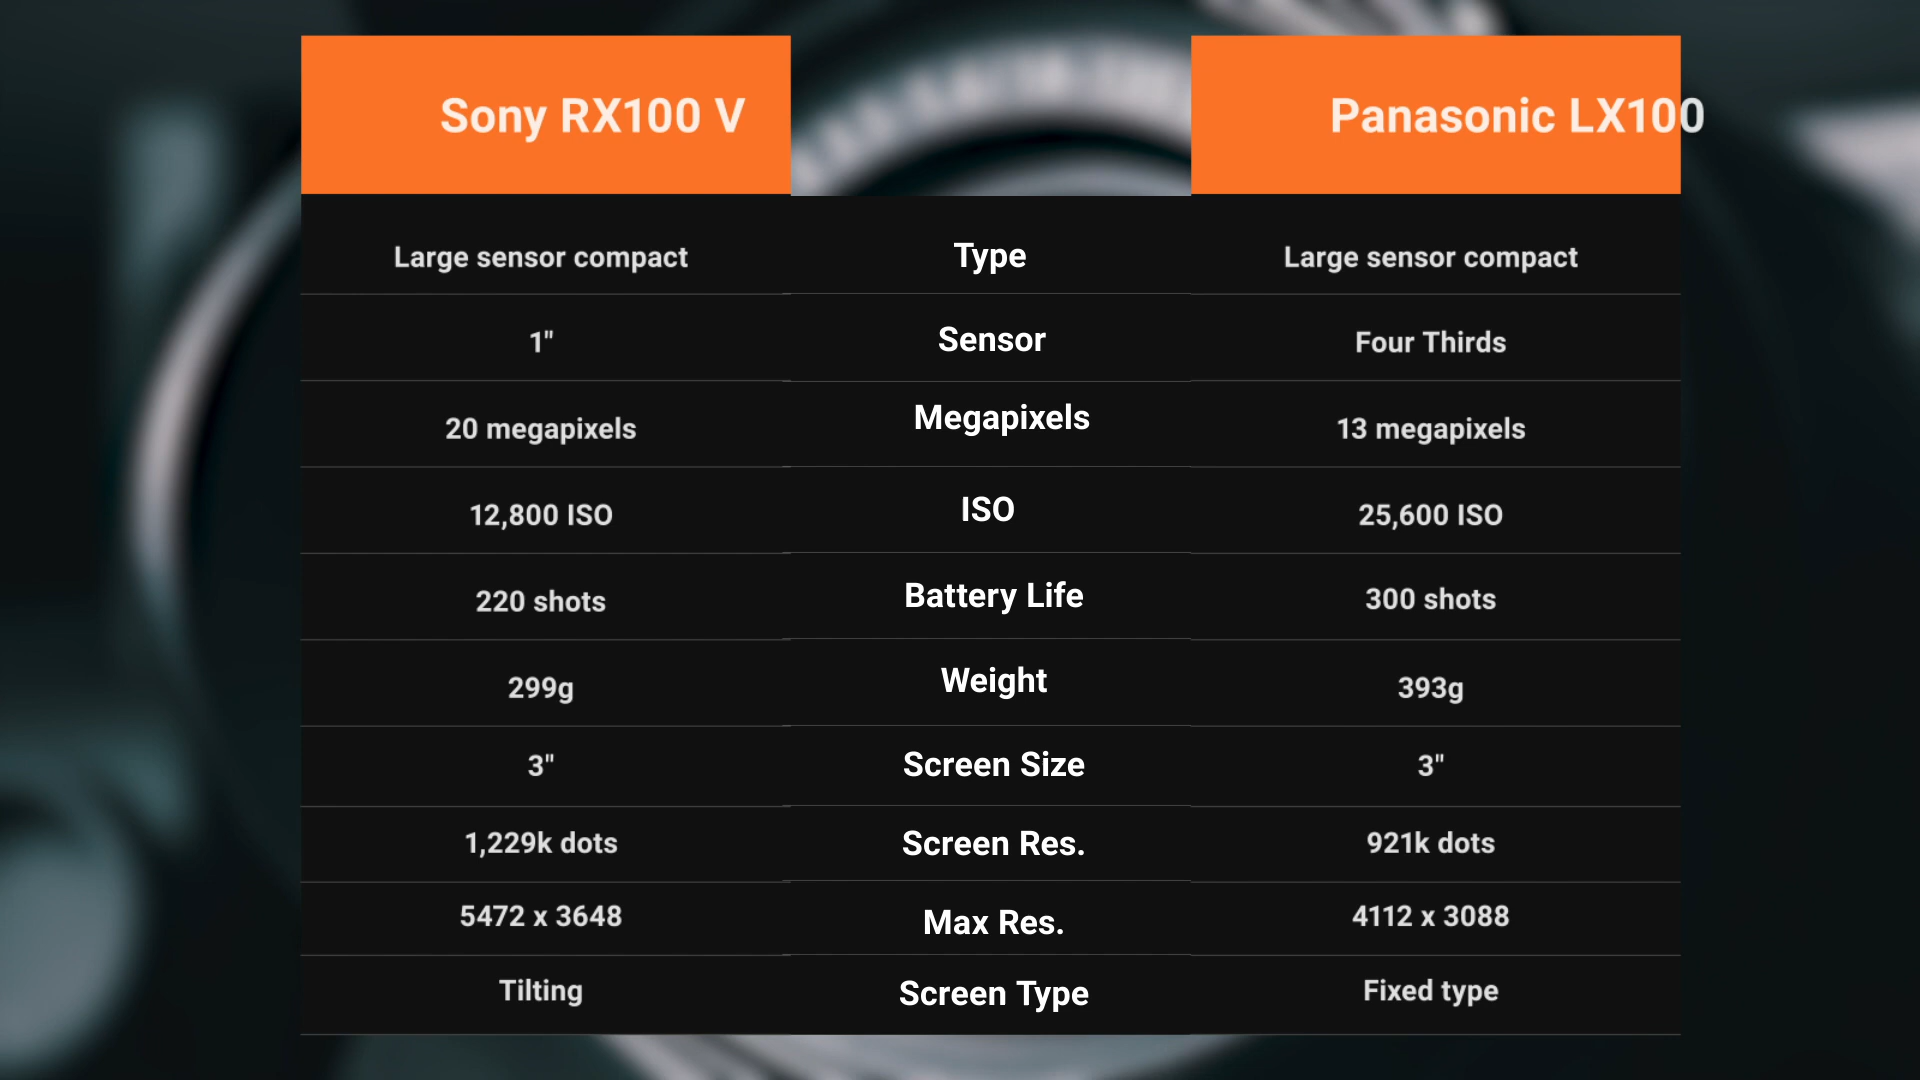 Sony RX100 V
Panasonic LX100
Large sensor compact
Type
Large sensor compact
1"
Sensor
Four Thirds
20 megapixels
Megapixels
13 megapixels
12,800 ISO
ISO
25,600 ISO
220 shots
Battery Life
300 shots
299g
Weight
393g
3"
Screen Size
3"
1,229k dots
Screen Res.
921k dots
5472 x 3648
Max Res.
4112 x 3088
Tilting
Screen Type
Fixed type